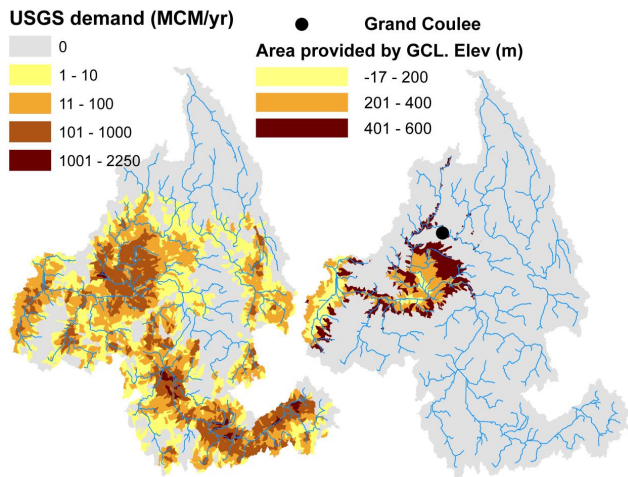 USGS demand (MCM/yr)
0
1 - 10
11 - 100
101 - 1000
1001 - 2250
Grand Coulee
Area provided by GCL. Elev (m)
-17 - 200
201 - 400
401 - 600